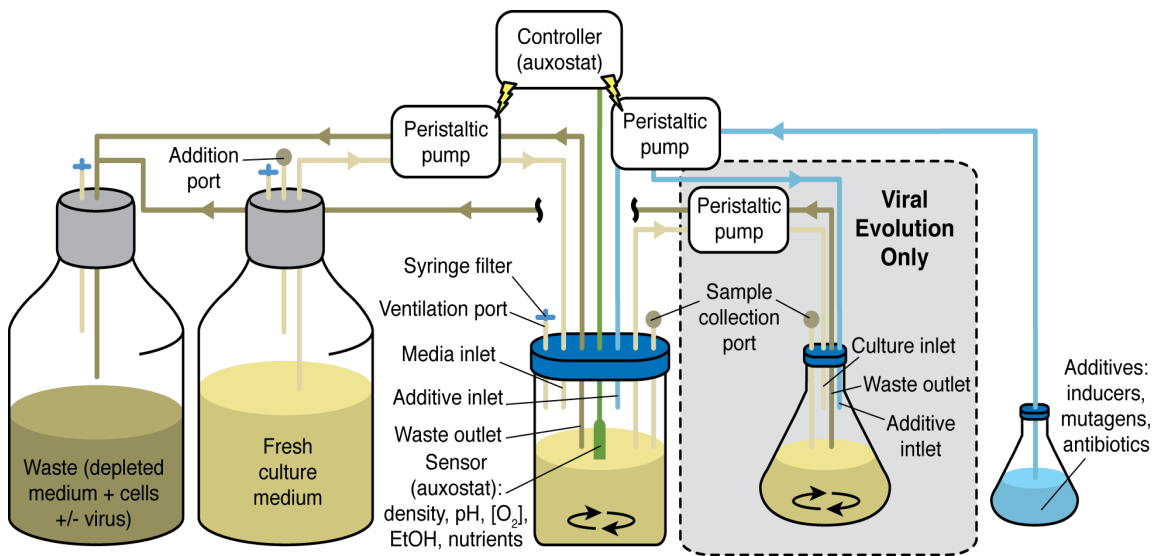 Controller
(auxostat)
Peristaltic
pump
Peristaltic
pump
Addition
port
Peristaltic
pump
Viral
Evolution
Only
Syringe filter
Ventilation port
Media inlet
Additive inlet
Waste outlet
Sensor
(auxostat):
density, pH, [O₂],
EtOH, nutrients
Sample
collection
port
Culture inlet
Waste outlet
Additive
intlet
Additives:
inducers,
mutagens,
antibiotics
Waste (depleted
medium + cells
+/- virus)
Fresh
culture
medium